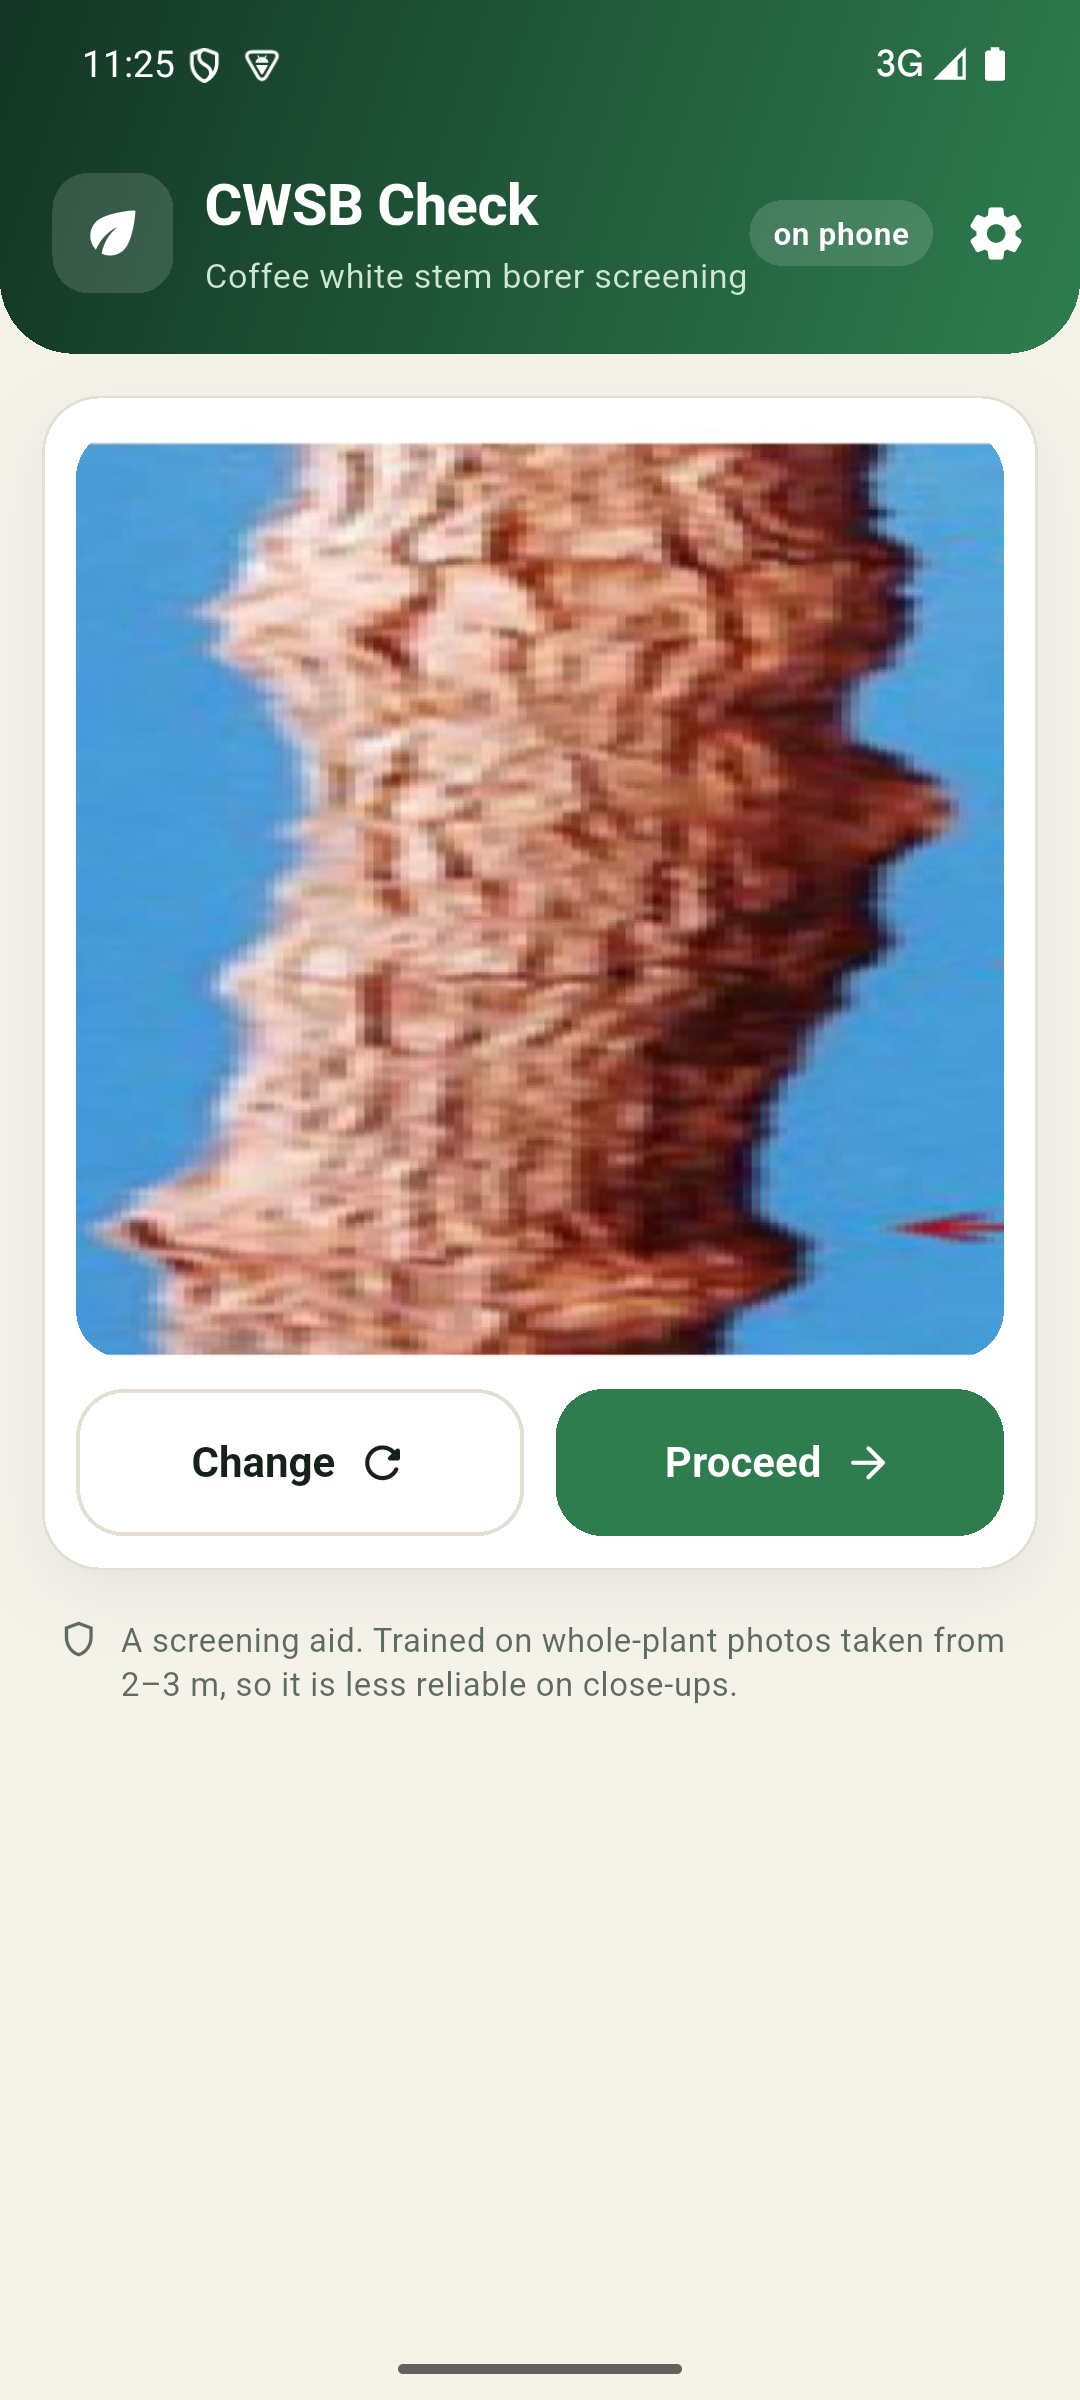 11:25
3G
CWSB Check
Coffee white stem borer screening
on phone
Change
Proceed
A screening aid. Trained on whole-plant photos taken from
2–3 m, so it is less reliable on close-ups.